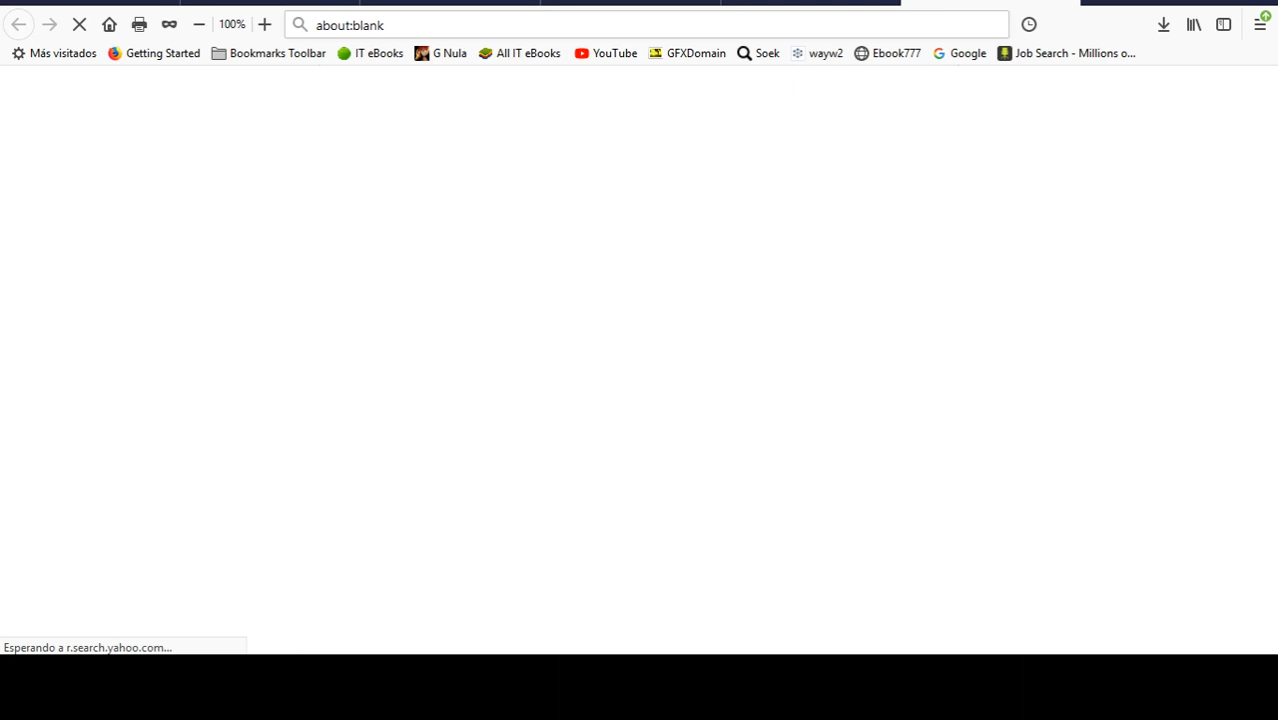 100% about:blank
Más visitados Getting Started Bookmarks Toolbar IT eBooks G Nula All IT eBooks YouTube GFXDomain Soek wayw2 Ebook777 Google Job Search - Millions o...
Esperando a r.search.yahoo.com...